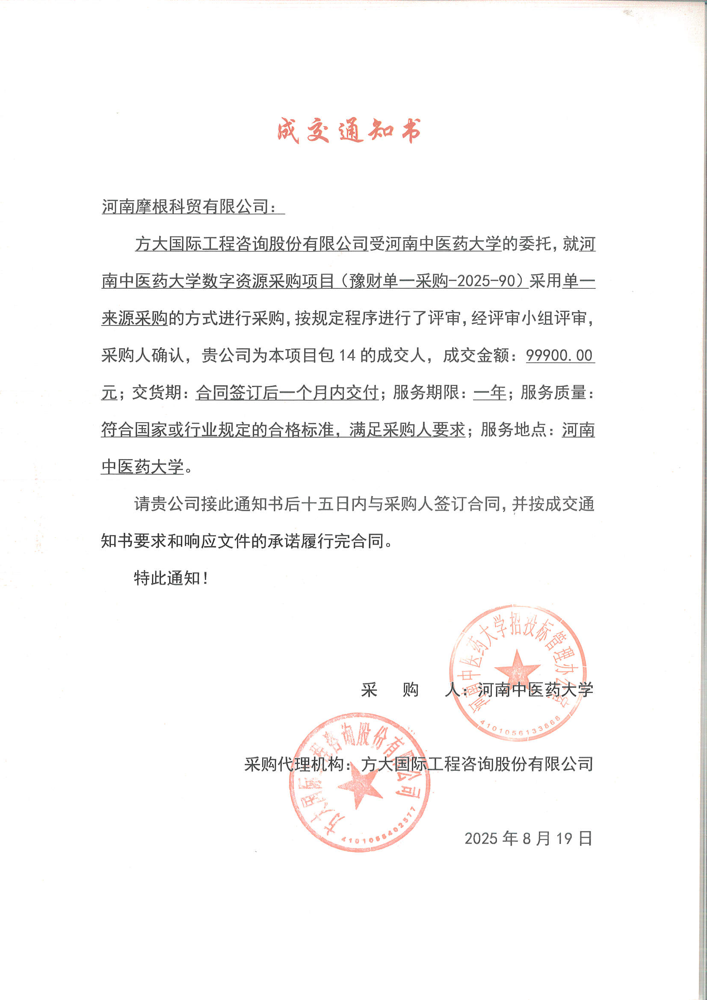 成交通知书
河南摩根科贸有限公司：
方大国际工程咨询股份有限公司受河南中医药大学的委托，就河
南中医药大学数字资源采购项目（豫财单一采购-2025-90）采用单一
来源采购的方式进行采购，按规定程序进行了评审，经评审小组评审，
采购人确认，贵公司为本项目包 14 的成交人，成交金额：99900.00
元；交货期：合同签订后一个月内交付；服务期限：一年；服务质量：
符合国家或行业规定的合格标准，满足采购人要求；服务地点：河南
中医药大学。
请贵公司接此通知书后十五日内与采购人签订合同，并按成交通
知书要求和响应文件的承诺履行完合同。
特此通知！
河南中医药大学招投标管理办公室
采 购 人：河南中医药大学
4101056133868
方大国际工程咨询股份有限公司
采购代理机构：方大国际工程咨询股份有限公司
2025 年 8 月 19 日